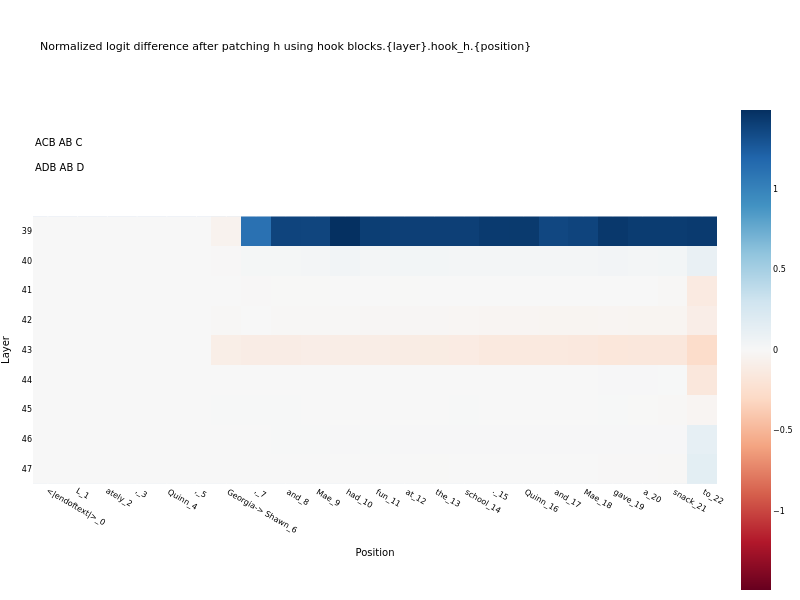 Normalized logit difference after patching h using hook blocks.{layer}.hook_h.{position}
ACB AB C
ADB AB D
39
40
41
42
43
44
45
46
47
Layer
<|endoftext|>_0
L_1
ately_2
,_3
Quinn_4
,_5
Georgia-> Shawn_6
,_7
and_8
Mae_9
had_10
fun_11
at_12
the_13
school_14
._15
Quinn_16
and_17
Mae_18
gave_19
a_20
snack_21
to_22
Position
1
0.5
0
−0.5
−1